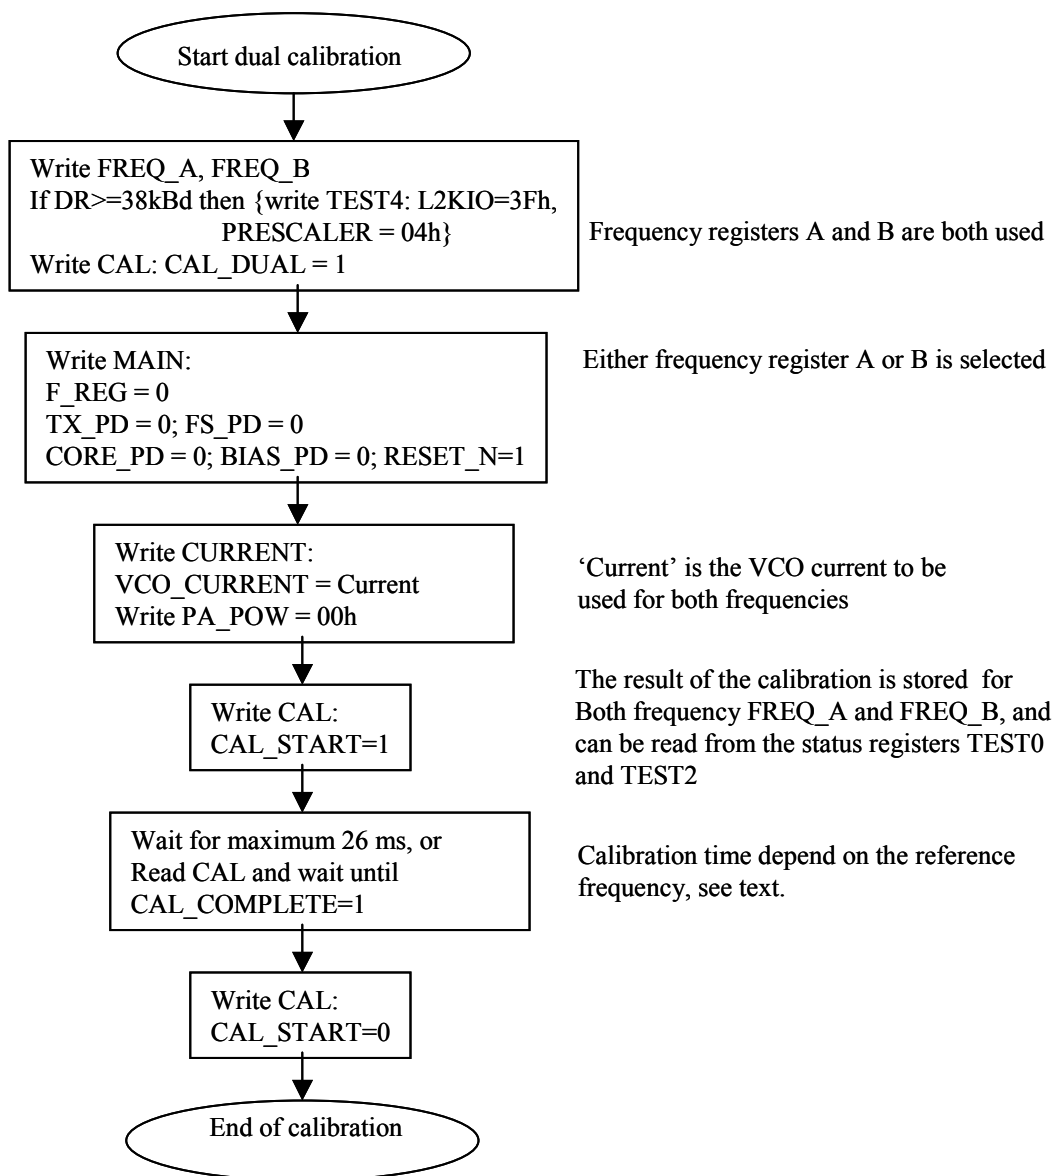 Start dual calibration
Write FREQ_A, FREQ_B
If DR>=38kBd then {write TEST4: L2KIO=3Fh,
PRESCALER = 04h}
Write CAL: CAL_DUAL = 1
Frequency registers A and B are both used
Write MAIN:
F_REG = 0
TX_PD = 0; FS_PD = 0
CORE_PD = 0; BIAS_PD = 0; RESET_N=1
Either frequency register A or B is selected
Write CURRENT:
VCO_CURRENT = Current
Write PA_POW = 00h
‘Current’ is the VCO current to be
used for both frequencies
Write CAL:
CAL_START=1
The result of the calibration is stored for
Both frequency FREQ_A and FREQ_B, and
can be read from the status registers TEST0
and TEST2
Wait for maximum 26 ms, or
Read CAL and wait until
CAL_COMPLETE=1
Calibration time depend on the reference
frequency, see text.
Write CAL:
CAL_START=0
End of calibration